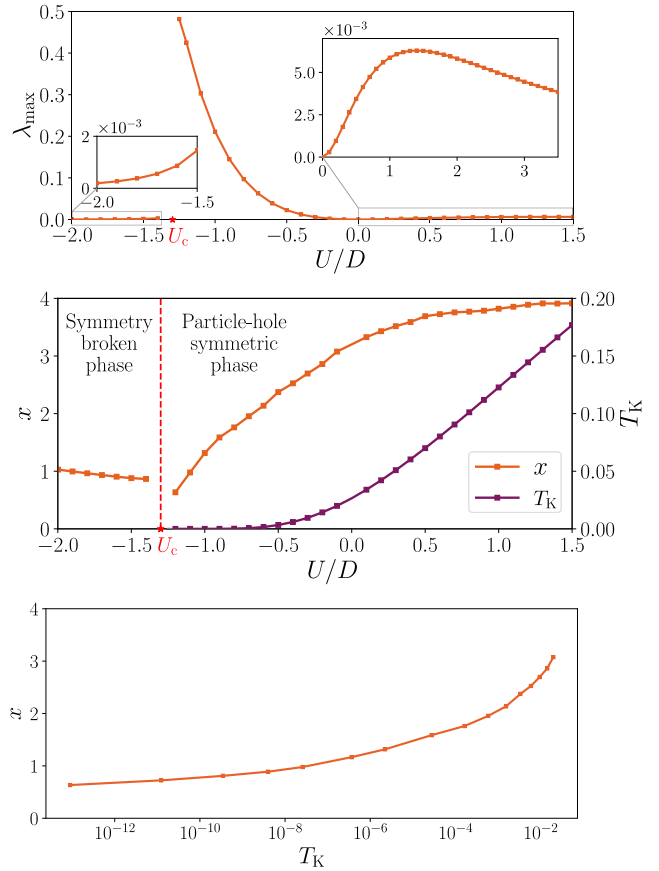 0.5
0.4
0.3
0.2
0.1
0.0
λmax
×10⁻³
2
0
−2.0
−1.5
×10⁻³
5.0
2.5
0.0
0
1
2
3
−2.0 −1.5 −1.0 −0.5 0.0 0.5 1.0 1.5
Uc
U/D
4
3
2
1
0
x
Symmetry
broken
phase
Particle-hole
symmetric
phase
0.20
0.15
0.10
0.05
0.00
TK
x
TK
−2.0 −1.5 −1.0 −0.5 0.0 0.5 1.0 1.5
Uc
U/D
4
3
2
1
0
x
10⁻¹² 10⁻¹⁰ 10⁻⁸ 10⁻⁶ 10⁻⁴ 10⁻²
TK